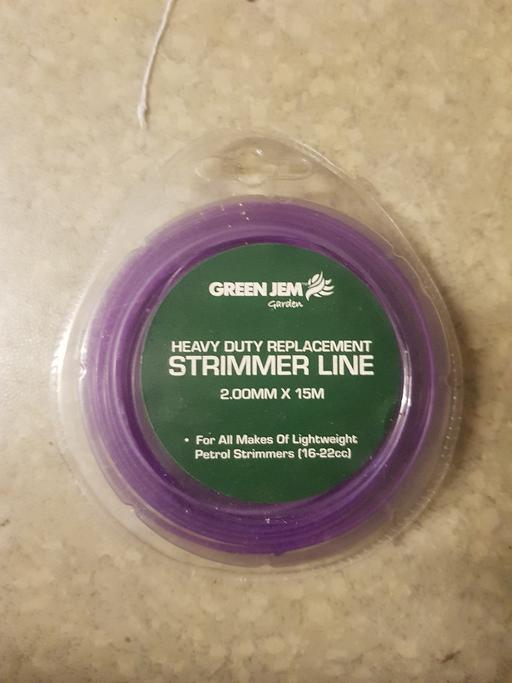 GREEN JEM™
Garden
HEAVY DUTY REPLACEMENT
STRIMMER LINE
2.00MM X 15M
• For All Makes Of Lightweight
Petrol Strimmers (16-22cc)